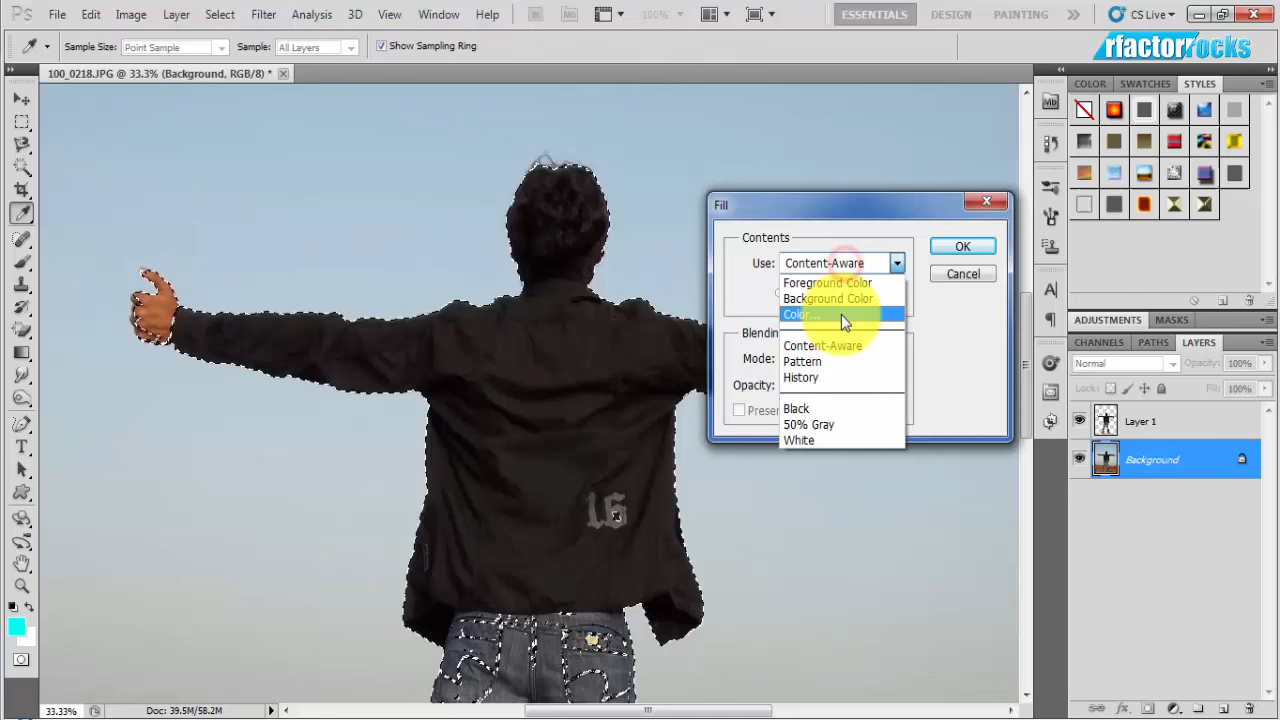 Ps File Edit Image Layer Select Filter Analysis 3D View Window Help Br Mb 100% ESSENTIALS DESIGN PAINTING CS Live
Sample Size: Point Sample Sample: All Layers Show Sampling Ring
rfactorrocks
100_0218.JPG @ 33.3% (Background, RGB/8) *
Mb
COLOR SWATCHES STYLES
Fill
Contents
Use: Content-Aware
OK
Cancel
Foreground Color
Background Color
Color...
Content-Aware
Pattern
History
Black
50% Gray
White
Blendin
Mode:
Opacity:
Preser
16
ADJUSTMENTS MASKS
CHANNELS PATHS LAYERS
Normal Opacity: 100%
Lock: Fill: 100%
Layer 1
Background
T
A
33.33% Doc: 39.5M/58.2M
fx